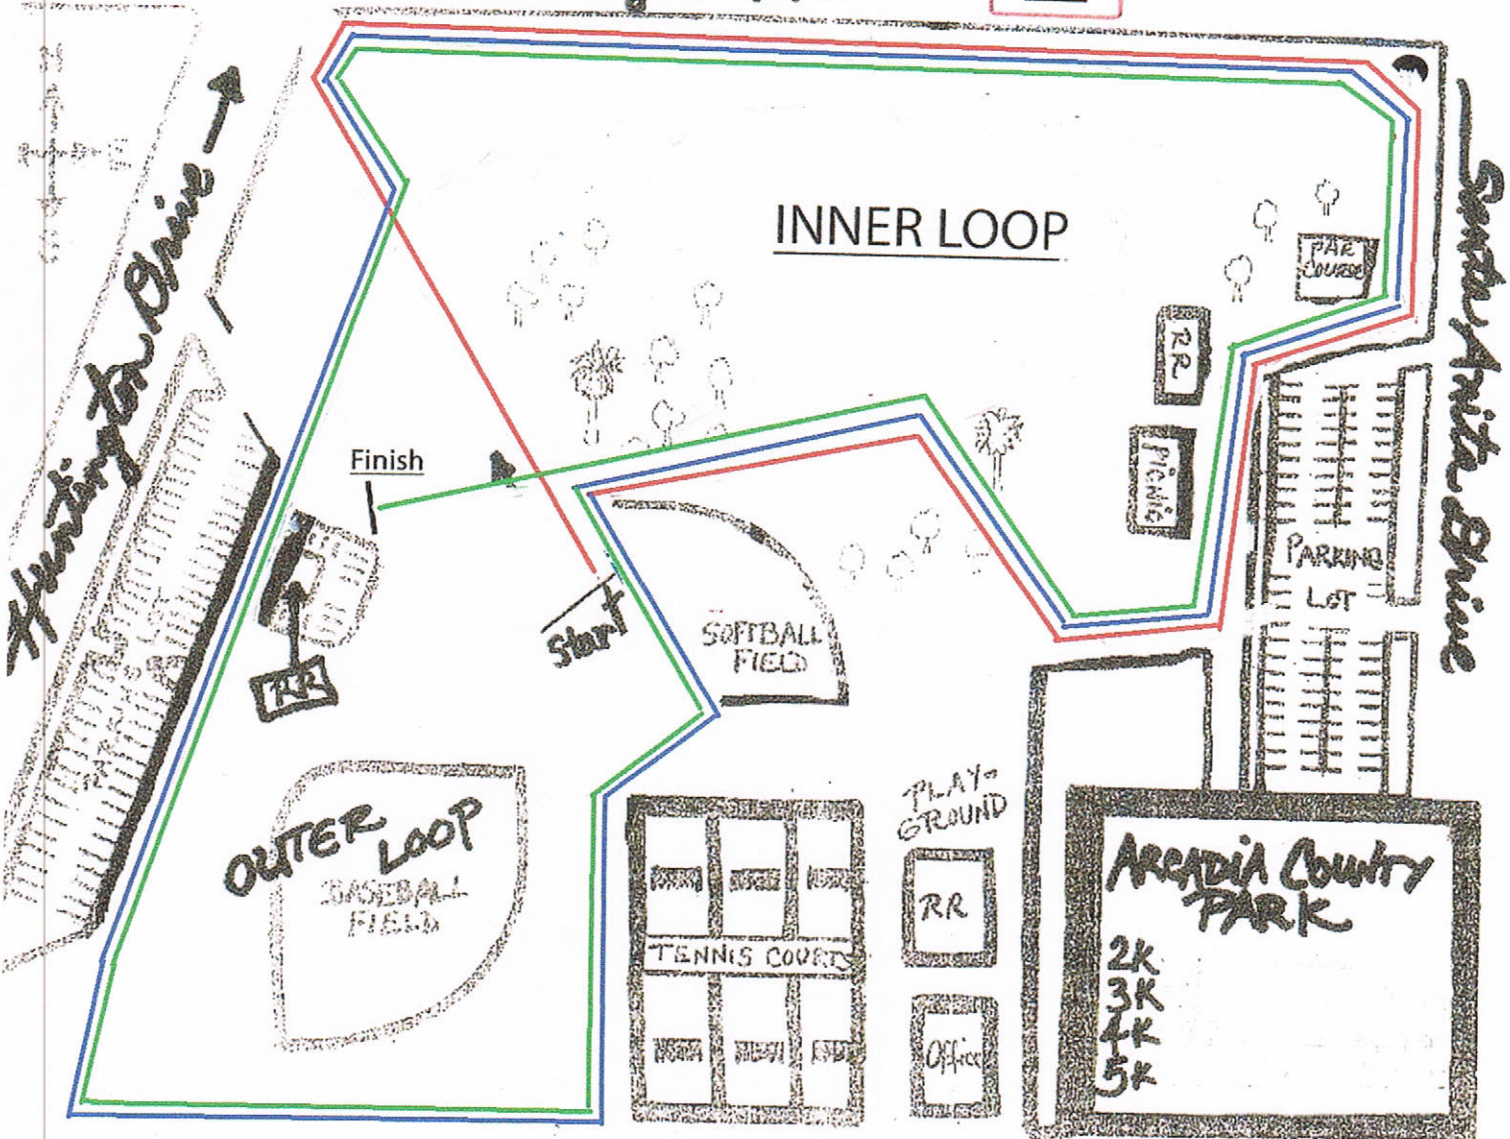 Huntington Drive
INNER LOOP
PAR
COURSE
Santa Anita Drive
RR
PICNIC
Finish
PARKING
LOT
Start
SOFTBALL
FIELD
RR
OUTER
LOOP
BASEBALL
FIELD
PLAY-
GROUND
RR
TENNIS COURTS
Office
ARCADIA COUNTY
PARK
2K
3K
4K
5K